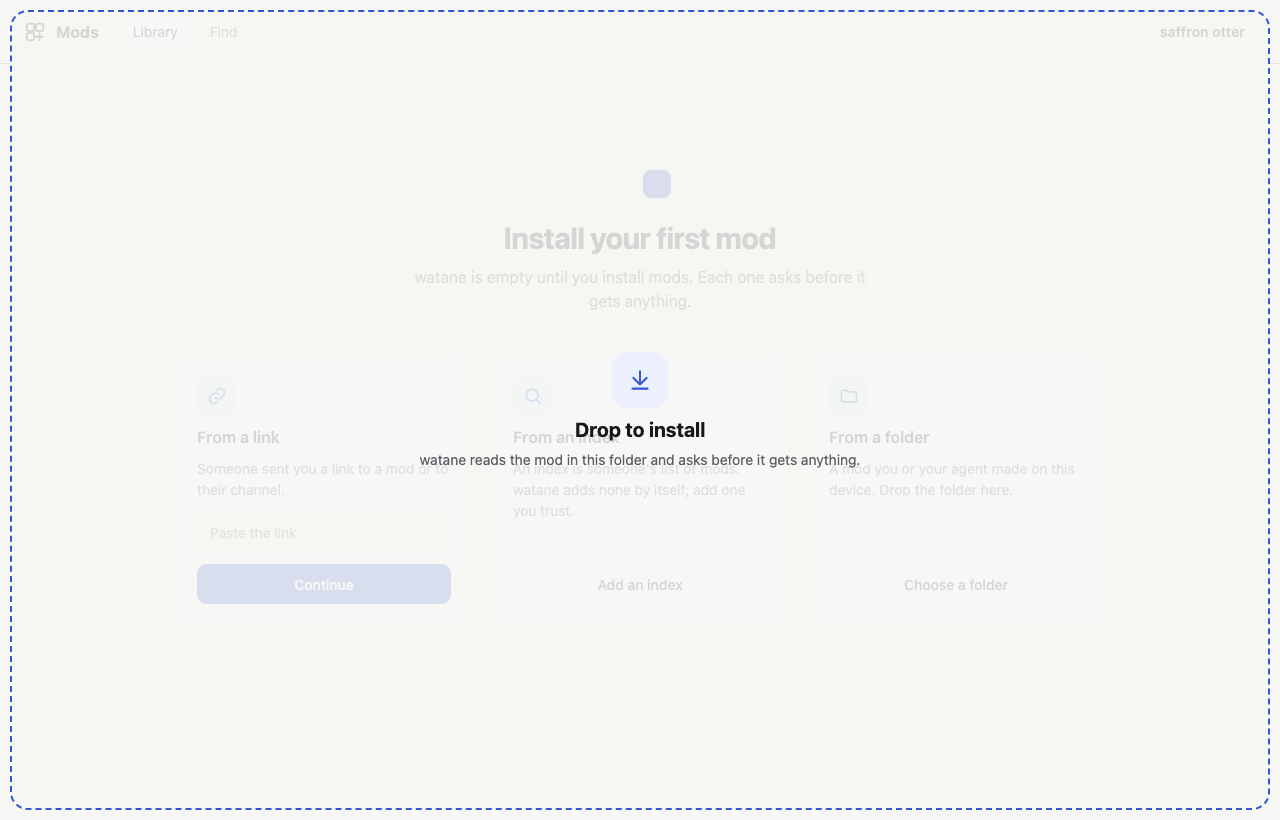 Mods
Library
Find
saffron otter
Install your first mod
watane is empty until you install mods. Each one asks before it
gets anything.
Drop to install
watane reads the mod in this folder and asks before it gets anything.
From a link
Someone sent you a link to a mod or to
their channel.
Paste the link
Continue
From an index
An index is someone's list of mods.
watane adds none by itself; add one
you trust.
Add an index
From a folder
A mod you or your agent made on this
device. Drop the folder here.
Choose a folder